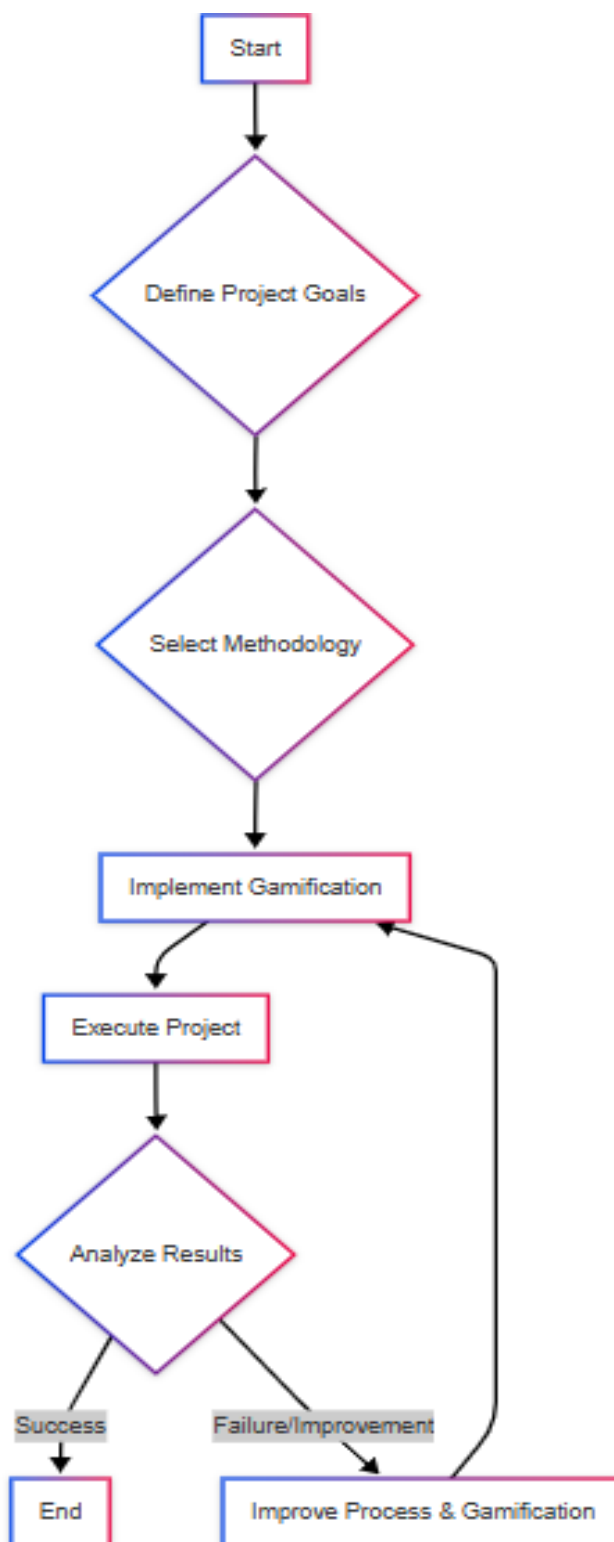 Start
Define Project Goals
Select Methodology
Implement Gamification
Execute Project
Analyze Results
Success
Failure/Improvement
End
Improve Process & Gamification